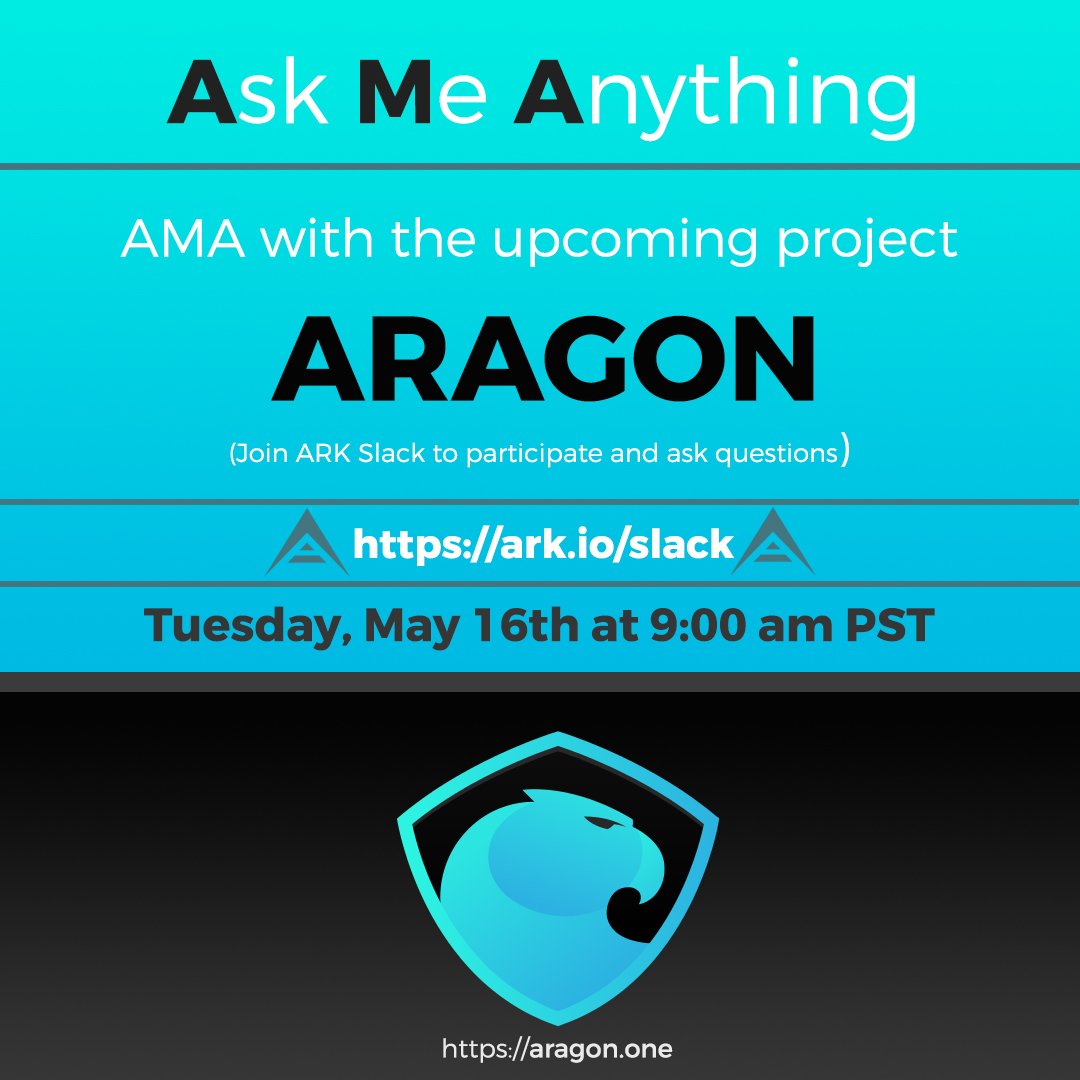 Ask Me Anything
AMA with the upcoming project
ARAGON
(Join ARK Slack to participate and ask questions)
https://ark.io/slack
Tuesday, May 16th at 9:00 am PST
https://aragon.one